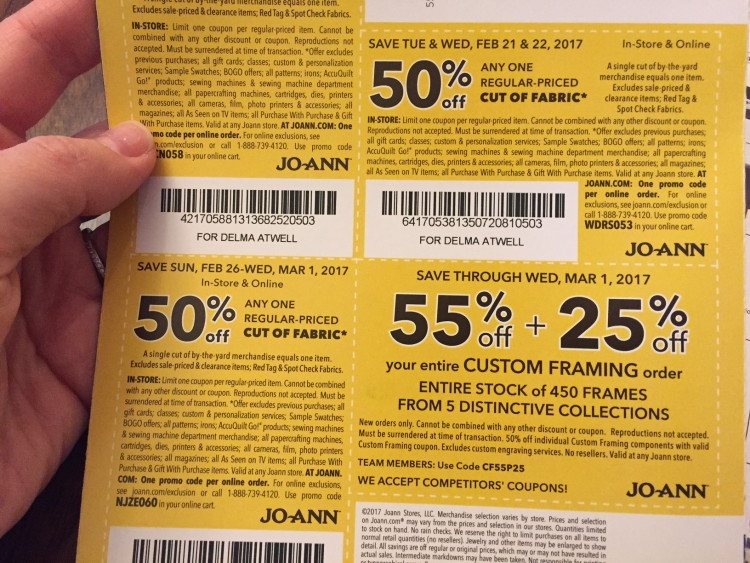 single cut of by-the-yard merchandise equals one item.
Excludes sale-priced & clearance items; Red Tag & Spot Check Fabrics.
IN-STORE: Limit one coupon per regular-priced item. Cannot be
combined with any other discount or coupon. Reproductions not
accepted. Must be surrendered at time of transaction. *Offer excludes
previous purchases; all gift cards; classes; custom & personalization
services; Sample Swatches; BOGO offers; all patterns; irons; AccuQuilt
Go!® products; sewing machines & sewing machine department
merchandise; all papercrafting machines, cartridges, dies, printers
& accessories; all cameras, film, photo printers & accessories; all
magazines; all As Seen on TV items; all Purchase With Purchase & Gift
With Purchase items. Valid at any Joann store. AT JOANN.COM: One
promo code per online order. For online exclusions, see
.com/exclusion or call 1-888-739-4120. Use promo code
N058 in your online cart.
JO-ANN
421705881313682520503
FOR DELMA ATWELL
SAVE TUE & WED, FEB 21 & 22, 2017 In-Store & Online
50% off
ANY ONE
REGULAR-PRICED
CUT OF FABRIC*
A single cut of by-the-yard
merchandise equals one item.
Excludes sale-priced &
clearance items; Red Tag &
Spot Check Fabrics.
IN-STORE: Limit one coupon per regular-priced item. Cannot be combined with any other discount or coupon.
Reproductions not accepted. Must be surrendered at time of transaction. *Offer excludes previous purchases;
all gift cards; classes; custom & personalization services; Sample Swatches; BOGO offers; all patterns; irons;
AccuQuilt Go!® products; sewing machines & sewing machine department merchandise; all papercrafting
machines, cartridges, dies, printers & accessories; all cameras, film, photo printers & accessories; all magazines;
all As Seen on TV items; all Purchase With Purchase & Gift With Purchase items. Valid at any Joann store. AT
JOANN.COM: One promo code
per online order. For online
exclusions, see joann.com/exclusion or
call 1-888-739-4120. Use promo code
WDRS053 in your online cart.
641705381350720810503
FOR DELMA ATWELL
JO-ANN
SAVE SUN, FEB 26-WED, MAR 1, 2017
In-Store & Online
50% off
ANY ONE
REGULAR-PRICED
CUT OF FABRIC*
A single cut of by-the-yard merchandise equals one item.
Excludes sale-priced & clearance items; Red Tag & Spot Check Fabrics.
IN-STORE: Limit one coupon per regular-priced item. Cannot be combined
with any other discount or coupon. Reproductions not accepted. Must be
surrendered at time of transaction. *Offer excludes previous purchases; all
gift cards; classes; custom & personalization services; Sample Swatches;
BOGO offers; all patterns; irons; AccuQuilt Go!® products; sewing machines
& sewing machine department merchandise; all papercrafting machines,
cartridges, dies, printers & accessories; all cameras, film, photo printers
& accessories; all magazines; all As Seen on TV items; all Purchase With
Purchase & Gift With Purchase items. Valid at any Joann store. AT JOANN.
COM: One promo code per online order. For online exclusions,
see joann.com/exclusion or call 1-888-739-4120. Use promo code
NJZE060 in your online cart.
JO-ANN
SAVE THROUGH WED, MAR 1, 2017
55% off + 25% off
your entire CUSTOM FRAMING order
ENTIRE STOCK of 450 FRAMES
FROM 5 DISTINCTIVE COLLECTIONS
New orders only. Cannot be combined with any other discount or coupon. Reproductions not accepted.
Must be surrendered at time of transaction. 50% off individual Custom Framing components with valid
Custom Framing coupon. Excludes custom engraving services. No resellers. Valid at any Joann store.
TEAM MEMBERS: Use Code CF55P25
WE ACCEPT COMPETITORS' COUPONS!
JO-ANN
©2017 Joann Stores, LLC. Merchandise selection varies by store. Prices and selection
on Joann.com® may vary from the prices and selection in our stores. Quantities limited
to stock on hand. No rain checks. We reserve the right to limit purchases on all items to
normal retail quantities (no resellers). Jewelry and other items may be enlarged to show
detail. All savings are off regular or original prices, which may or may not have resulted in
actual sales. Intermediate markdowns may have been taken. Not responsible for